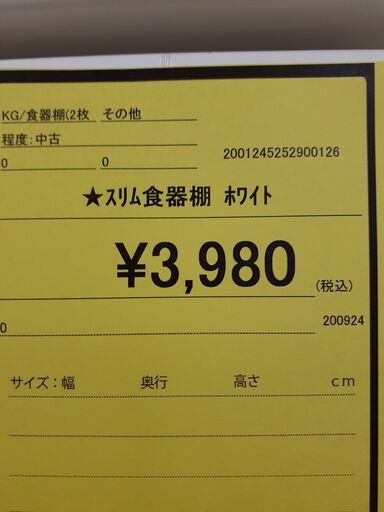 KG/食器棚(2枚 その他
程度:中古
0 0 2001245252900126
★スリム食器棚 ホワイト
¥3,980 (税込)
0 200924
サイズ:幅 奥行 高さ cm